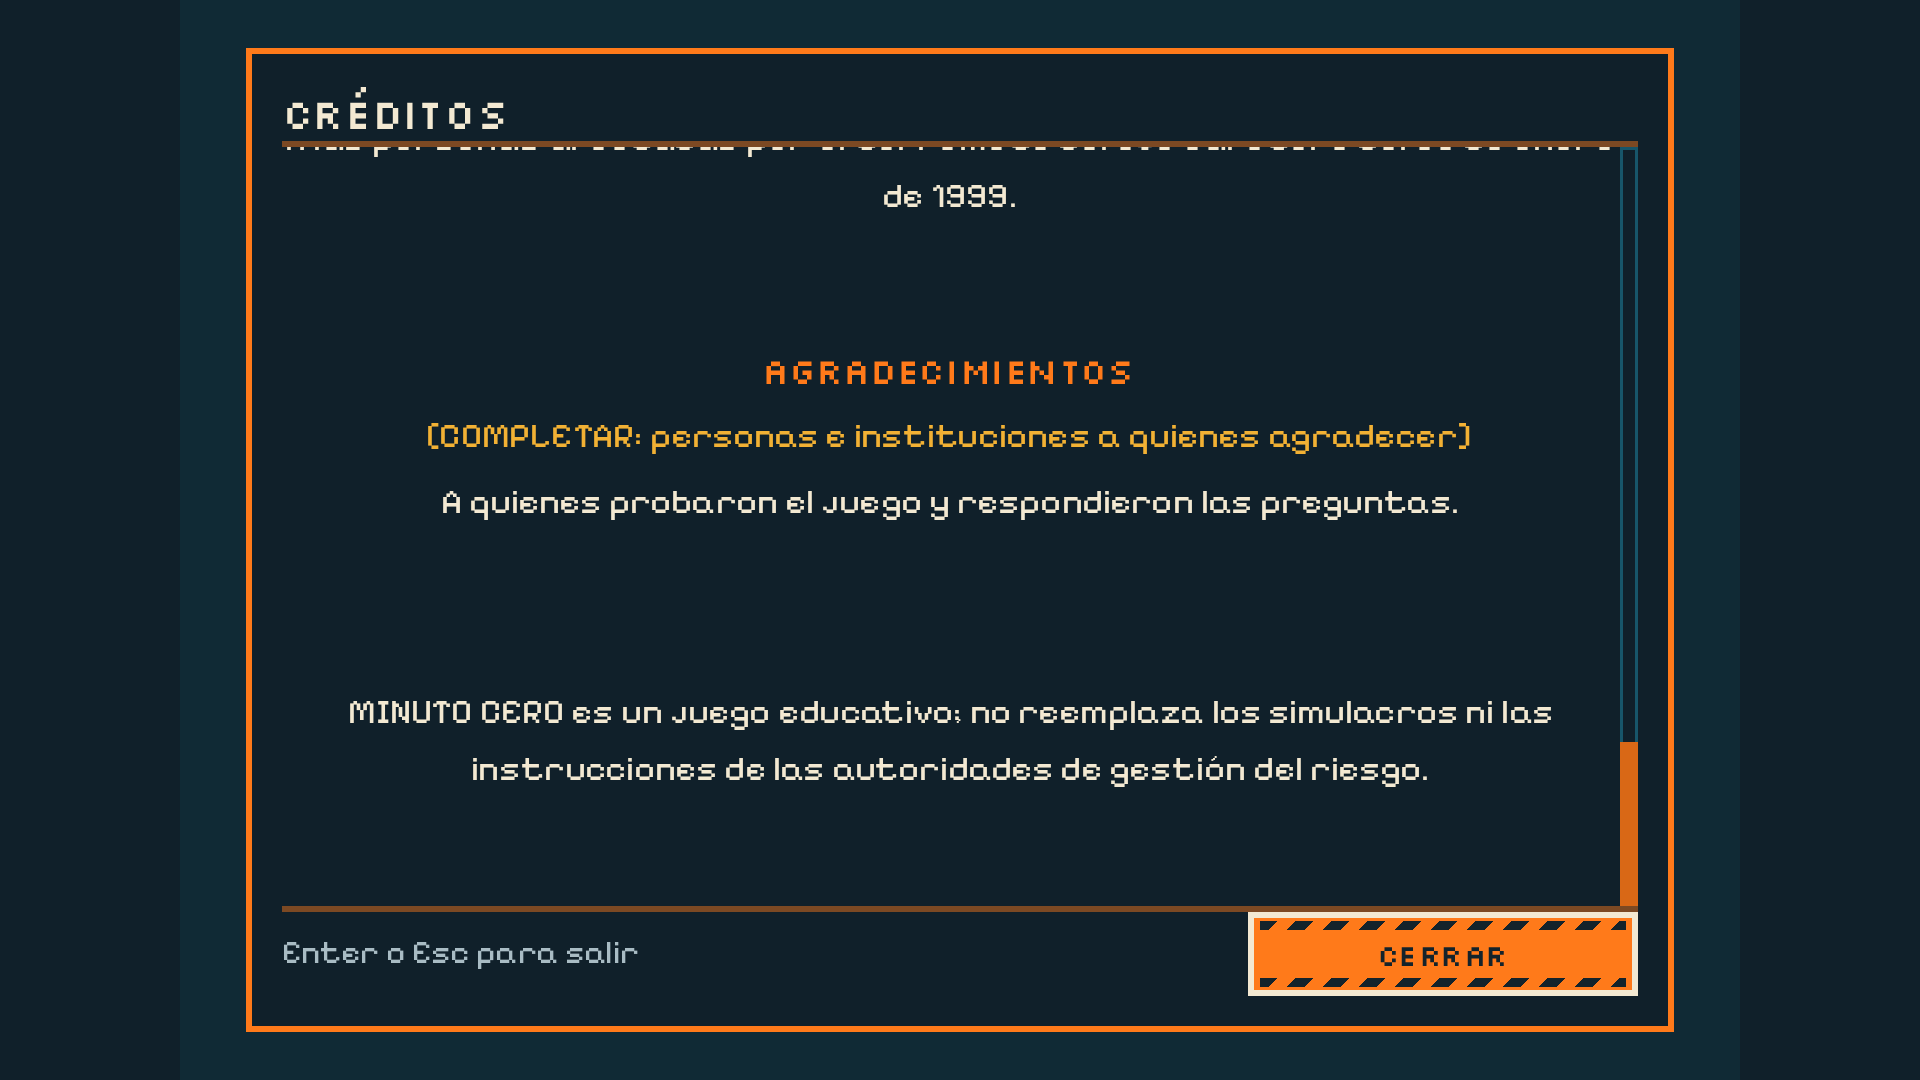 CRÉDITOS
de 1999.
AGRADECIMIENTOS
(COMPLETAR: personas e instituciones a quienes agradecer)
A quienes probaron el juego y respondieron las preguntas.
MINUTO CERO es un juego educativo; no reemplaza los simulacros ni las
instrucciones de las autoridades de gestión del riesgo.
Enter o Esc para salir
CERRAR